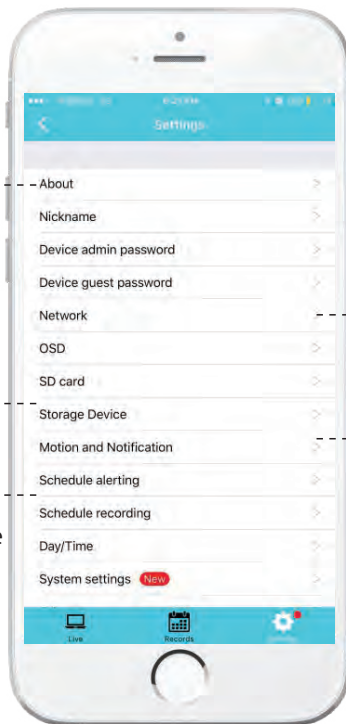 Settings
About
Nickname
Device admin password
Device guest password
Network
OSD
SD card
Storage Device
Motion and Notification
Schedule alerting
Schedule recording
e
Day/Time
System settings New
Live
Records